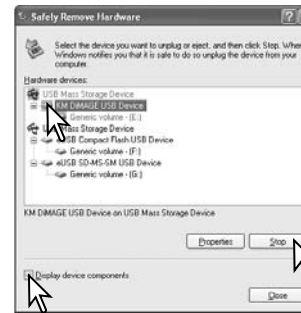 Safely Remove Hardware
Select the device you want to unplug or eject, and then click Stop. When
Windows notifies you that it is safe to do so unplug the device from your
computer.
Hardware devices:
USB Mass Storage Device
KM DiMAGE USB Device
Generic volume - (E:)
Mass Storage Device
USB Compact Flash USB Device
Generic volume - (F:)
eUSB SD-MS-SM USB Device
Generic volume - (G:)
KM DiMAGE USB Device on USB Mass Storage Device
Properties
Stop
Display device components
Close